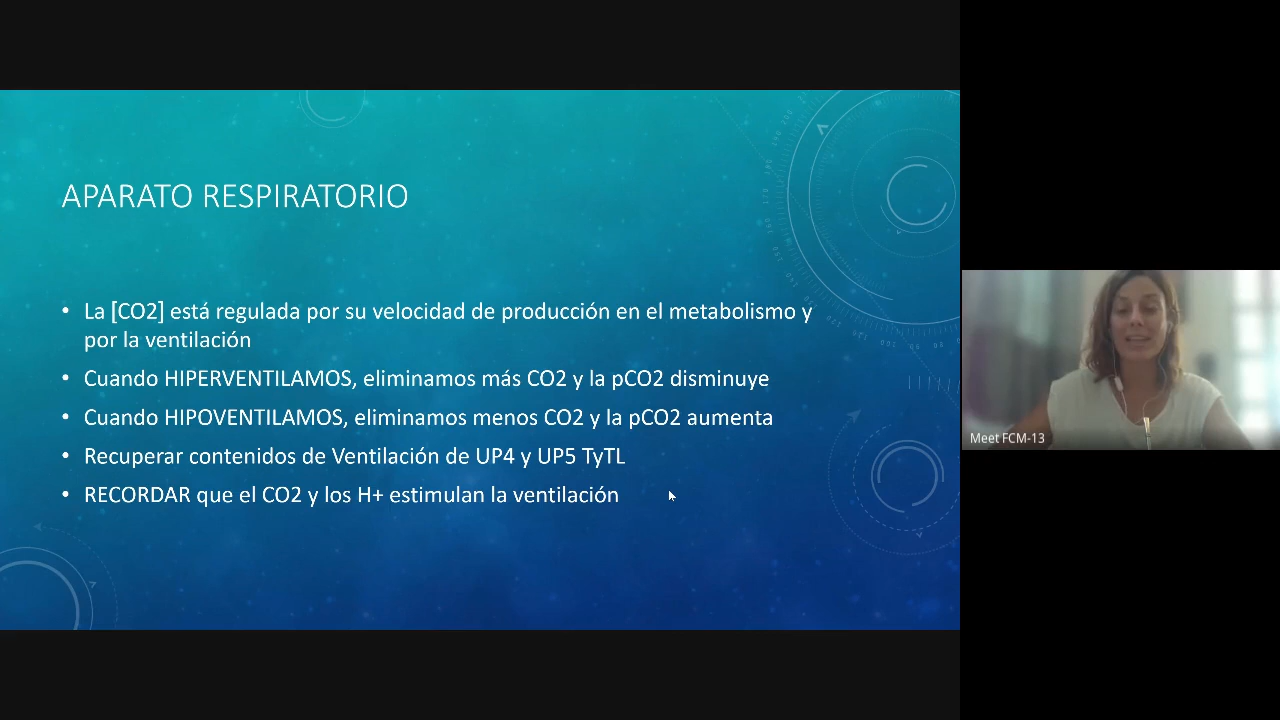 APARATO RESPIRATORIO
• La [CO2] está regulada por su velocidad de producción en el metabolismo y
por la ventilación
• Cuando HIPERVENTILAMOS, eliminamos más CO2 y la pCO2 disminuye
• Cuando HIPOVENTILAMOS, eliminamos menos CO2 y la pCO2 aumenta
• Recuperar contenidos de Ventilación de UP4 y UP5 TyTL
• RECORDAR que el CO2 y los H+ estimulan la ventilación
Meet FCM-13